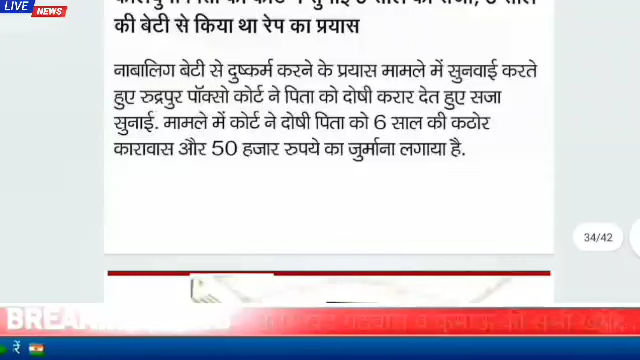 LIVE
NEWS
की बेटी से किया था रेप का प्रयास
नाबालिग बेटी से दुष्कर्म करने के प्रयास मामले में सुनवाई करते
हुए रुद्रपुर पॉक्सो कोर्ट ने पिता को दोषी करार देत हुए सजा
सुनाई. मामले में कोर्ट ने दोषी पिता को 6 साल की कठोर
कारावास और 50 हजार रुपये का जुर्माना लगाया है.
34/42
BREAKING
रें